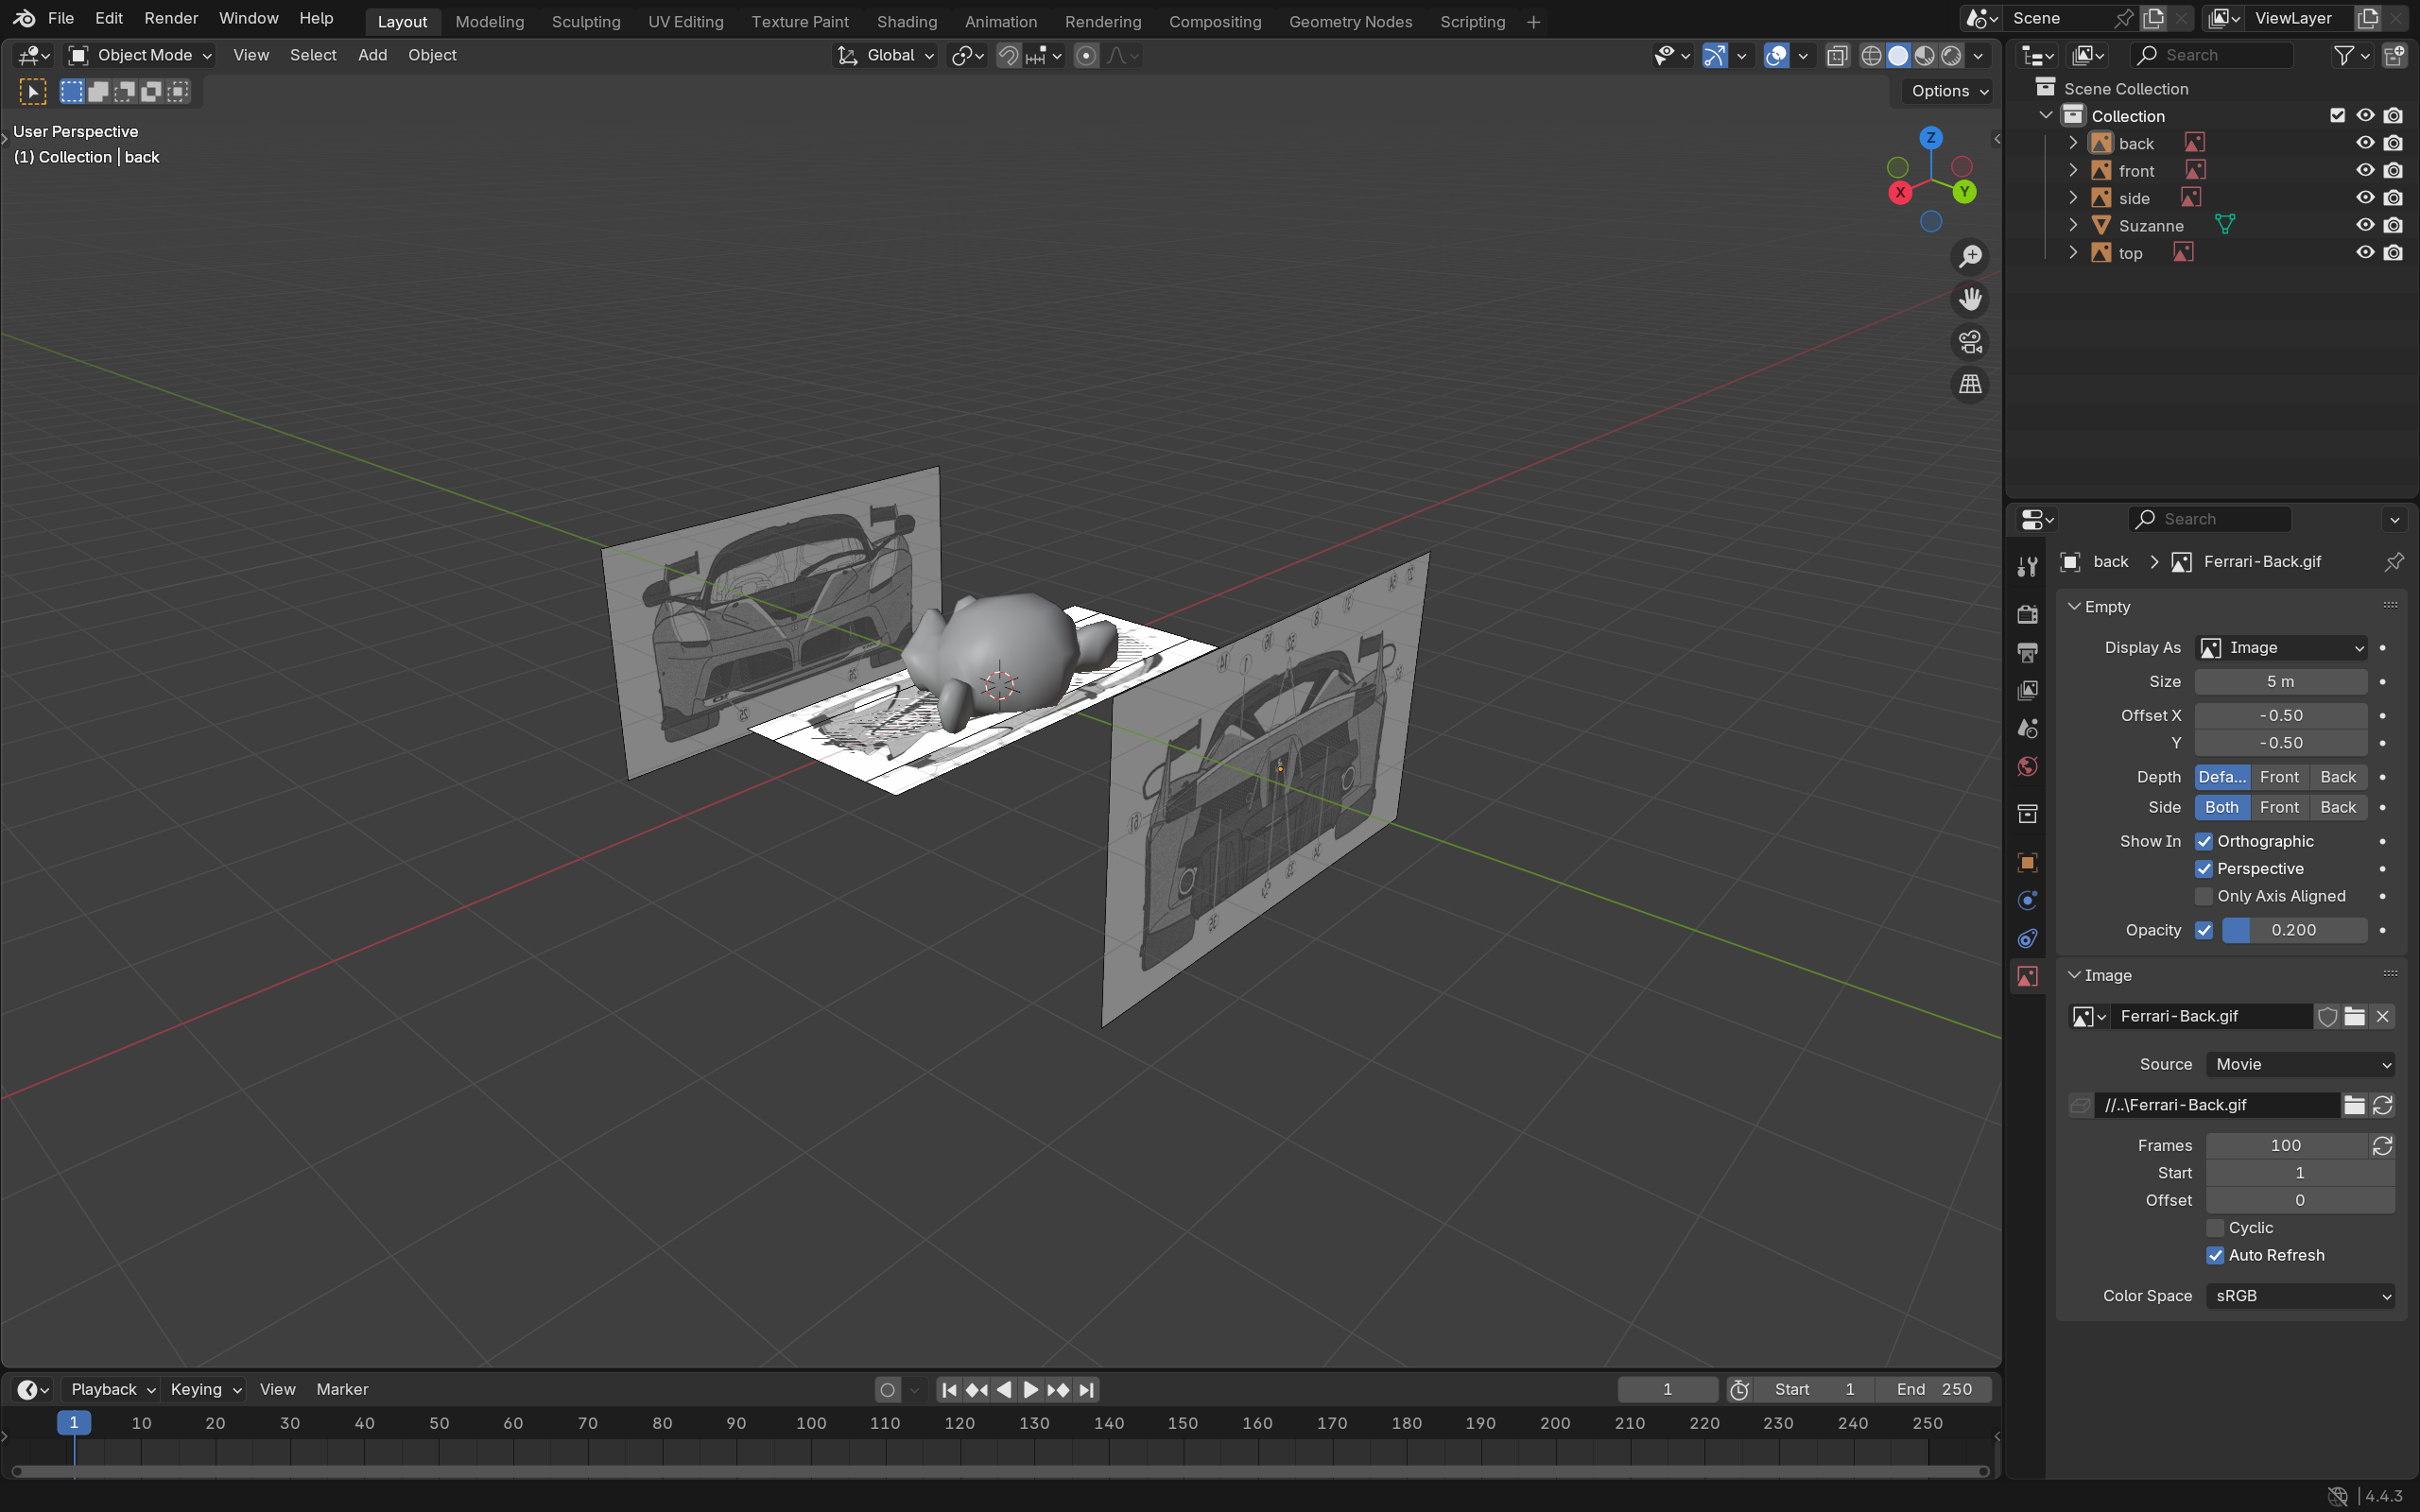 File Edit Render Window Help Layout Modeling Sculpting UV Editing Texture Paint Shading Animation Rendering Compositing Geometry Nodes Scripting Scene ViewLayer
Object Mode View Select Add Object Global Search
Options
Scene Collection
User Perspective
(1) Collection | back
Collection
back
front
side
Suzanne
top
Z
X
Y
Search
back Ferrari-Back.gif
Empty
Display As Image
Size 5 m
Offset X -0.50
Y -0.50
Depth Defa... Front Back
Side Both Front Back
Show In Orthographic
Perspective
Only Axis Aligned
Opacity 0.200
Image
Ferrari-Back.gif
Source Movie
//..\Ferrari-Back.gif
Frames 100
Start 1
Offset 0
Cyclic
Auto Refresh
Color Space sRGB
Playback Keying View Marker 1 Start 1 End 250
1 10 20 30 40 50 60 70 80 90 100 110 120 130 140 150 160 170 180 190 200 210 220 230 240 250
4.4.3